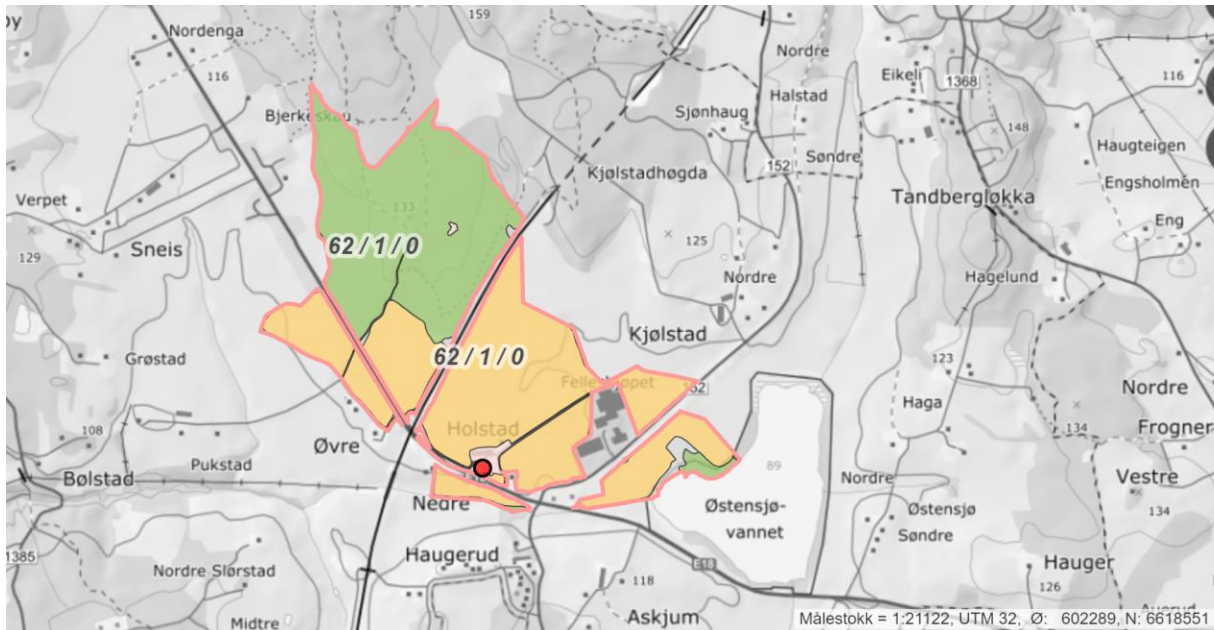 159
Nordenga
116
Bjerkeskau
Nordre
Halstad
Eikeli
1368
116
Sjønhaug
148
Haugteigen
152
Søndre
Kjølstadhøgda
Engsholmen
Verpet
Tandbergløkka
133
Eng
Sneis
62 / 1 / 0
125
129
Nordre
Hagelund
Kjølstad
Grøstad
62 / 1 / 0
123
Felleskjøpet
152
Nordre
Haga
Holstad
134
Frogner
108
Øvre
Pukstad
89
Bølstad
Nordre
Vestre
Nedre
Østensjø-
vannet
Østensjø
Søndre
134
1385
Haugerud
E18
Hauger
Nordre Slørstad
118
126
Askjum
Midtre
Målestokk = 1:21122, UTM 32, Ø: 602289, N: 6618551